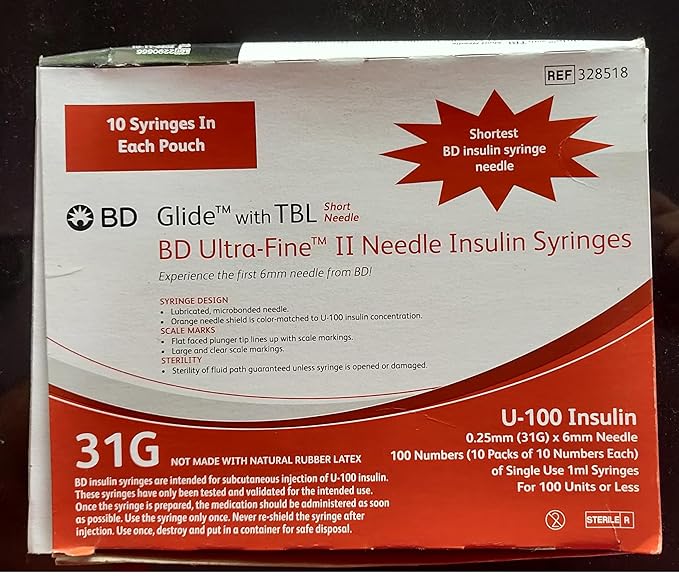 REF 328518
10 Syringes In
Each Pouch
Shortest
BD insulin syringe
needle
BD Glide™ with TBL Short
Needle
BD Ultra-Fine™ II Needle Insulin Syringes
Experience the first 6mm needle from BD!
SYRINGE DESIGN
• Lubricated, microbonded needle.
• Orange needle shield is color-matched to U-100 insulin concentration.
SCALE MARKS
• Flat faced plunger tip lines up with scale markings.
• Large and clear scale markings.
STERILITY
• Sterility of fluid path guaranteed unless syringe is opened or damaged.
31G NOT MADE WITH NATURAL RUBBER LATEX
BD insulin syringes are intended for subcutaneous injection of U-100 insulin.
These syringes have only been tested and validated for the intended use.
Once the syringe is prepared, the medication should be administered as soon
as possible. Use the syringe only once. Never re-shield the syringe after
injection. Use once, destroy and put in a container for safe disposal.
U-100 Insulin
0.25mm (31G) x 6mm Needle
100 Numbers (10 Packs of 10 Numbers Each)
of Single Use 1ml Syringes
For 100 Units or Less
2
STERILE R